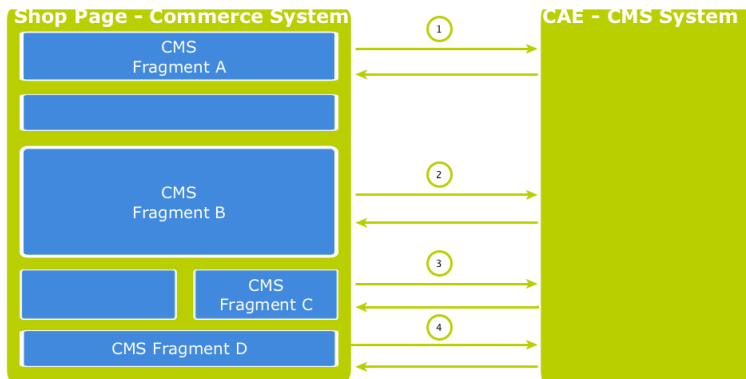 Shop Page - Commerce System
CAE - CMS System
CMS
Fragment A
1
CMS
Fragment B
2
CMS
Fragment C
3
CMS Fragment D
4